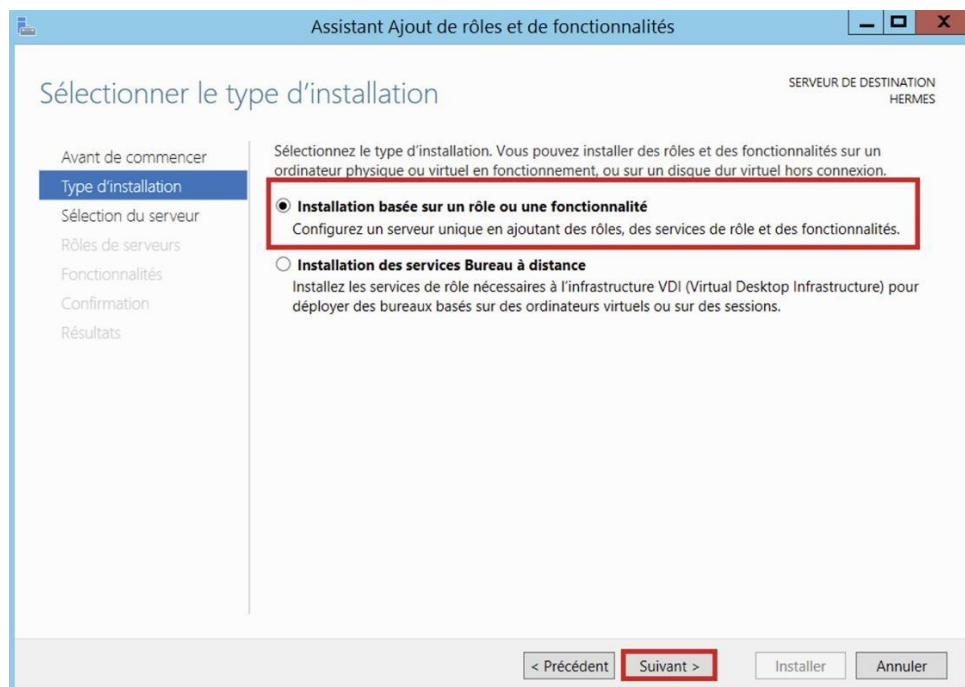 Assistant Ajout de rôles et de fonctionnalités
Sélectionner le type d'installation
SERVEUR DE DESTINATION
HERMES
Avant de commencer
Type d'installation
Sélection du serveur
Rôles de serveurs
Fonctionnalités
Confirmation
Résultats
Sélectionnez le type d'installation. Vous pouvez installer des rôles et des fonctionnalités sur un
ordinateur physique ou virtuel en fonctionnement, ou sur un disque dur virtuel hors connexion.
Installation basée sur un rôle ou une fonctionnalité
Configurez un serveur unique en ajoutant des rôles, des services de rôle et des fonctionnalités.
Installation des services Bureau à distance
Installez les services de rôle nécessaires à l'infrastructure VDI (Virtual Desktop Infrastructure) pour
déployer des bureaux basés sur des ordinateurs virtuels ou sur des sessions.
< Précédent
Suivant >
Installer
Annuler